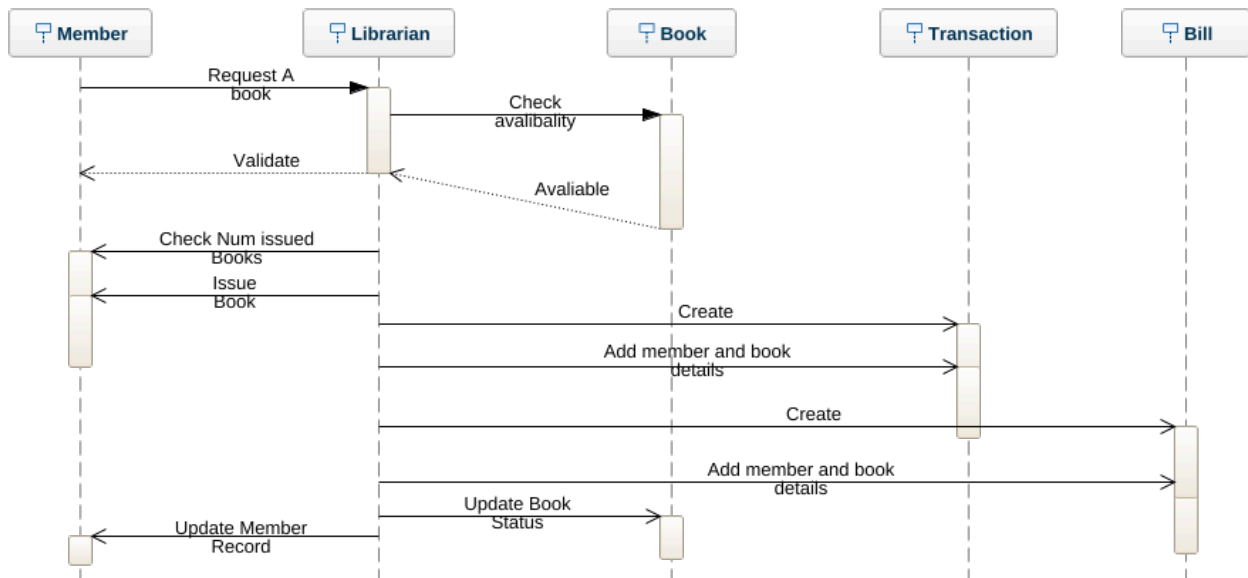 Member
Librarian
Book
Transaction
Bill
Request A
book
Check
avalibality
Validate
Avaliable
Check Num issued
Books
Issue
Book
Create
Add member and book
details
Create
Add member and book
details
Update Book
Status
Update Member
Record